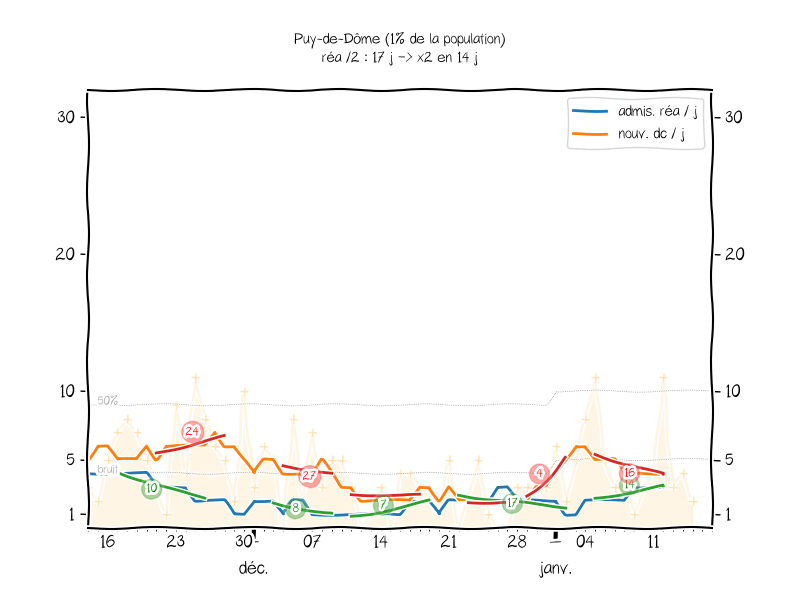 Puy-de-Dôme (1% de la population)
réa /2 : 17 j -> x2 en 14 j
admis. réa / j
nouv. dc / j
30 30
20 20
10 10
50%
24
5 5
bruit
27
4
16
14
10
8
7
17
1 1
16 23 30 07 14 21 28 04 11
déc. janv.